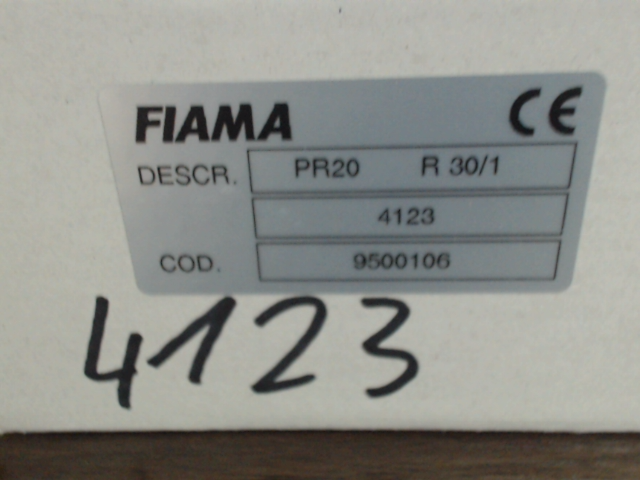 FIAMA CE
DESCR. PR20 R 30/1
4123
COD. 9500106
4123